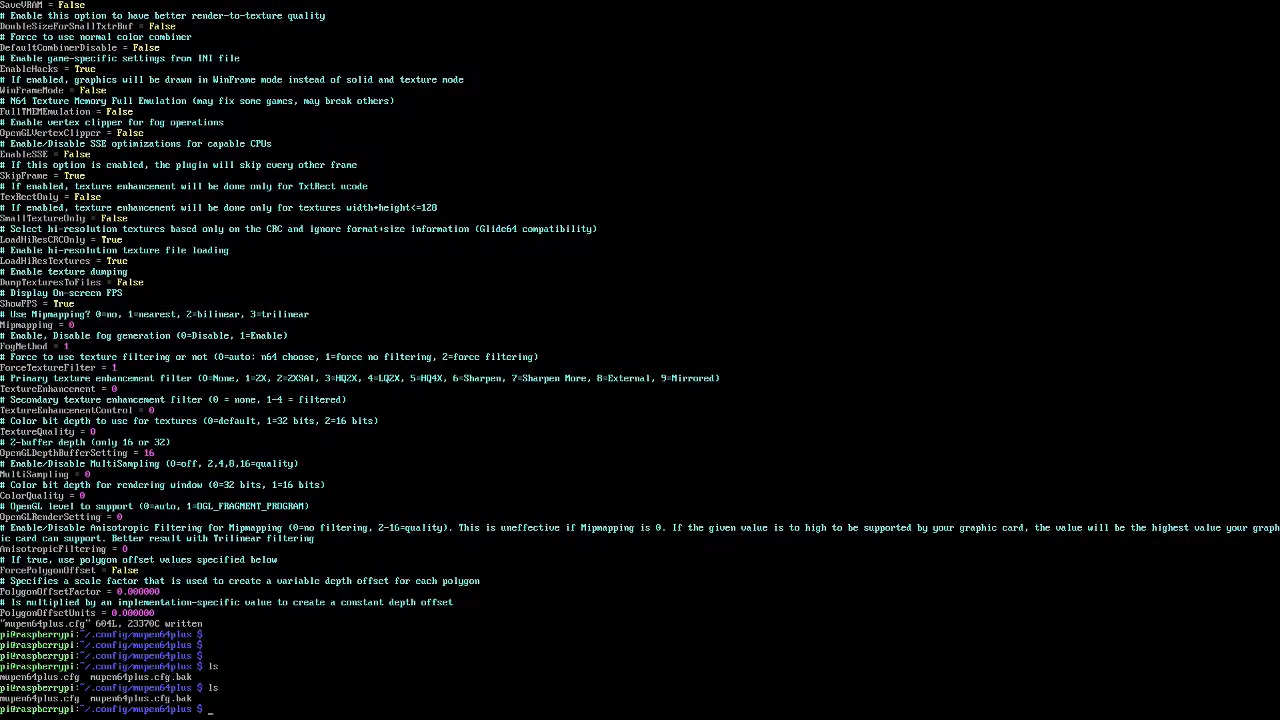 SaveVRAM = False
# Enable this option to have better render-to-texture quality
DoubleSizeForSmallTxtrBuf = False
# Force to use normal color combiner
DefaultCombinerDisable = False
# Enable game-specific settings from INI file
EnableHacks = True
# If enabled, graphics will be drawn in WinFrame mode instead of solid and texture mode
WinFrameMode = False
# N64 Texture Memory Full Emulation (may fix some games, may break others)
FullTMEMEmulation = False
# Enable vertex clipper for fog operations
OpenGLVertexClipper = False
# Enable/Disable SSE optimizations for capable CPUs
EnableSSE = False
# If this option is enabled, the plugin will skip every other frame
SkipFrame = True
# If enabled, texture enhancement will be done only for TxtRect ucode
TexRectOnly = False
# If enabled, texture enhancement will be done only for textures width+height<=128
SmallTextureOnly = False
# Select hi-resolution textures based only on the CRC and ignore format+size information (Glide64 compatibility)
LoadHiResCRCOnly = True
# Enable hi-resolution texture file loading
LoadHiResTextures = True
# Enable texture dumping
DumpTexturesToFiles = False
# Display On-screen FPS
ShowFPS = True
# Use Mipmapping? 0=no, 1=nearest, 2=bilinear, 3=trilinear
Mipmapping = 0
# Enable, Disable fog generation (0=Disable, 1=Enable)
FogMethod = 1
# Force to use texture filtering or not (0=auto: n64 choose, 1=force no filtering, 2=force filtering)
ForceTextureFilter = 1
# Primary texture enhancement filter (0=None, 1=2X, 2=2XSAI, 3=HQ2X, 4=LQ2X, 5=HQ4X, 6=Sharpen, 7=Sharpen More, 8=External, 9=Mirrored)
TextureEnhancement = 0
# Secondary texture enhancement filter (0 = none, 1-4 = filtered)
TextureEnhancementControl = 0
# Color bit depth to use for textures (0=default, 1=32 bits, 2=16 bits)
TextureQuality = 0
# Z-buffer depth (only 16 or 32)
OpenGLDepthBufferSetting = 16
# Enable/Disable MultiSampling (0=off, 2,4,8,16=quality)
MultiSampling = 0
# Color bit depth for rendering window (0=32 bits, 1=16 bits)
ColorQuality = 0
# OpenGL level to support (0=auto, 1=OGL_FRAGMENT_PROGRAM)
OpenGLRenderSetting = 0
# Enable/Disable Anisotropic Filtering for Mipmapping (0=no filtering, 2-16=quality). This is uneffective if Mipmapping is 0. If the given value is to high to be supported by your graphic card, the value will be the highest value your graph
ic card can support. Better result with Trilinear filtering
AnisotropicFiltering = 0
# If true, use polygon offset values specified below
ForcePolygonOffset = False
# Specifies a scale factor that is used to create a variable depth offset for each polygon
PolygonOffsetFactor = 0.000000
# Is multiplied by an implementation-specific value to create a constant depth offset
PolygonOffsetUnits = 0.000000
"mupen64plus.cfg" 604L, 23370C written
pi@raspberrypi:~/.config/mupen64plus $
pi@raspberrypi:~/.config/mupen64plus $
pi@raspberrypi:~/.config/mupen64plus $
pi@raspberrypi:~/.config/mupen64plus $ ls
mupen64plus.cfg  mupen64plus.cfg.bak
pi@raspberrypi:~/.config/mupen64plus $ ls
mupen64plus.cfg  mupen64plus.cfg.bak
pi@raspberrypi:~/.config/mupen64plus $ _